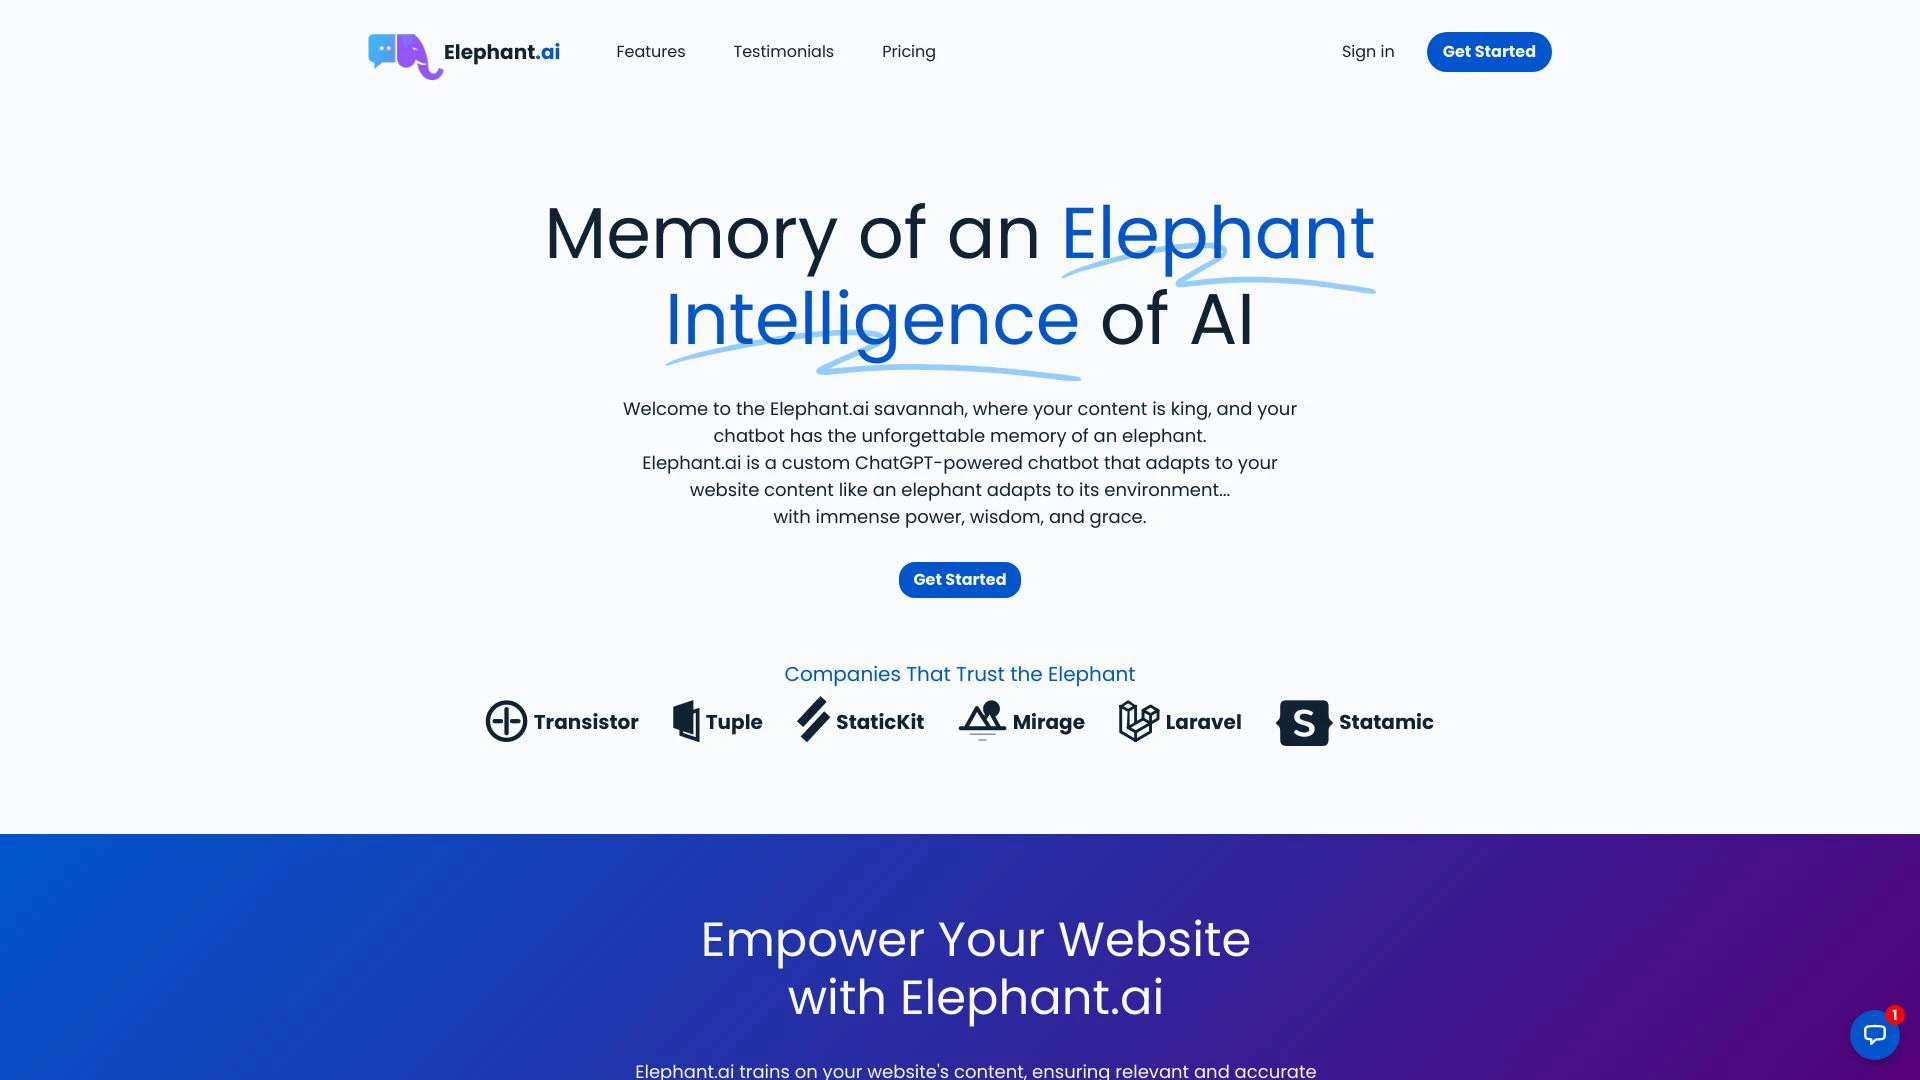 Elephant.ai
Features
Testimonials
Pricing
Sign in
Get Started
Memory of an Elephant
Intelligence of AI
Welcome to the Elephant.ai savannah, where your content is king, and your
chatbot has the unforgettable memory of an elephant.
Elephant.ai is a custom ChatGPT-powered chatbot that adapts to your
website content like an elephant adapts to its environment...
with immense power, wisdom, and grace.
Get Started
Companies That Trust the Elephant
Transistor
Tuple
StaticKit
Mirage
Laravel
S Statamic
Empower Your Website
with Elephant.ai
Elephant.ai trains on your website's content, ensuring relevant and accurate
1